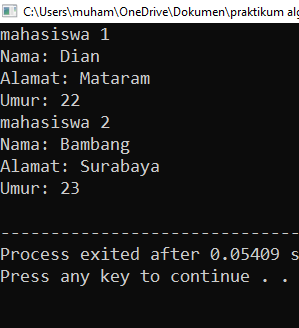 C:\Users\muham\OneDrive\Dokumen\praktikum alg
mahasiswa 1
Nama: Dian
Alamat: Mataram
Umur: 22
mahasiswa 2
Nama: Bambang
Alamat: Surabaya
Umur: 23
--------------------------------
Process exited after 0.05409 s
Press any key to continue . . .